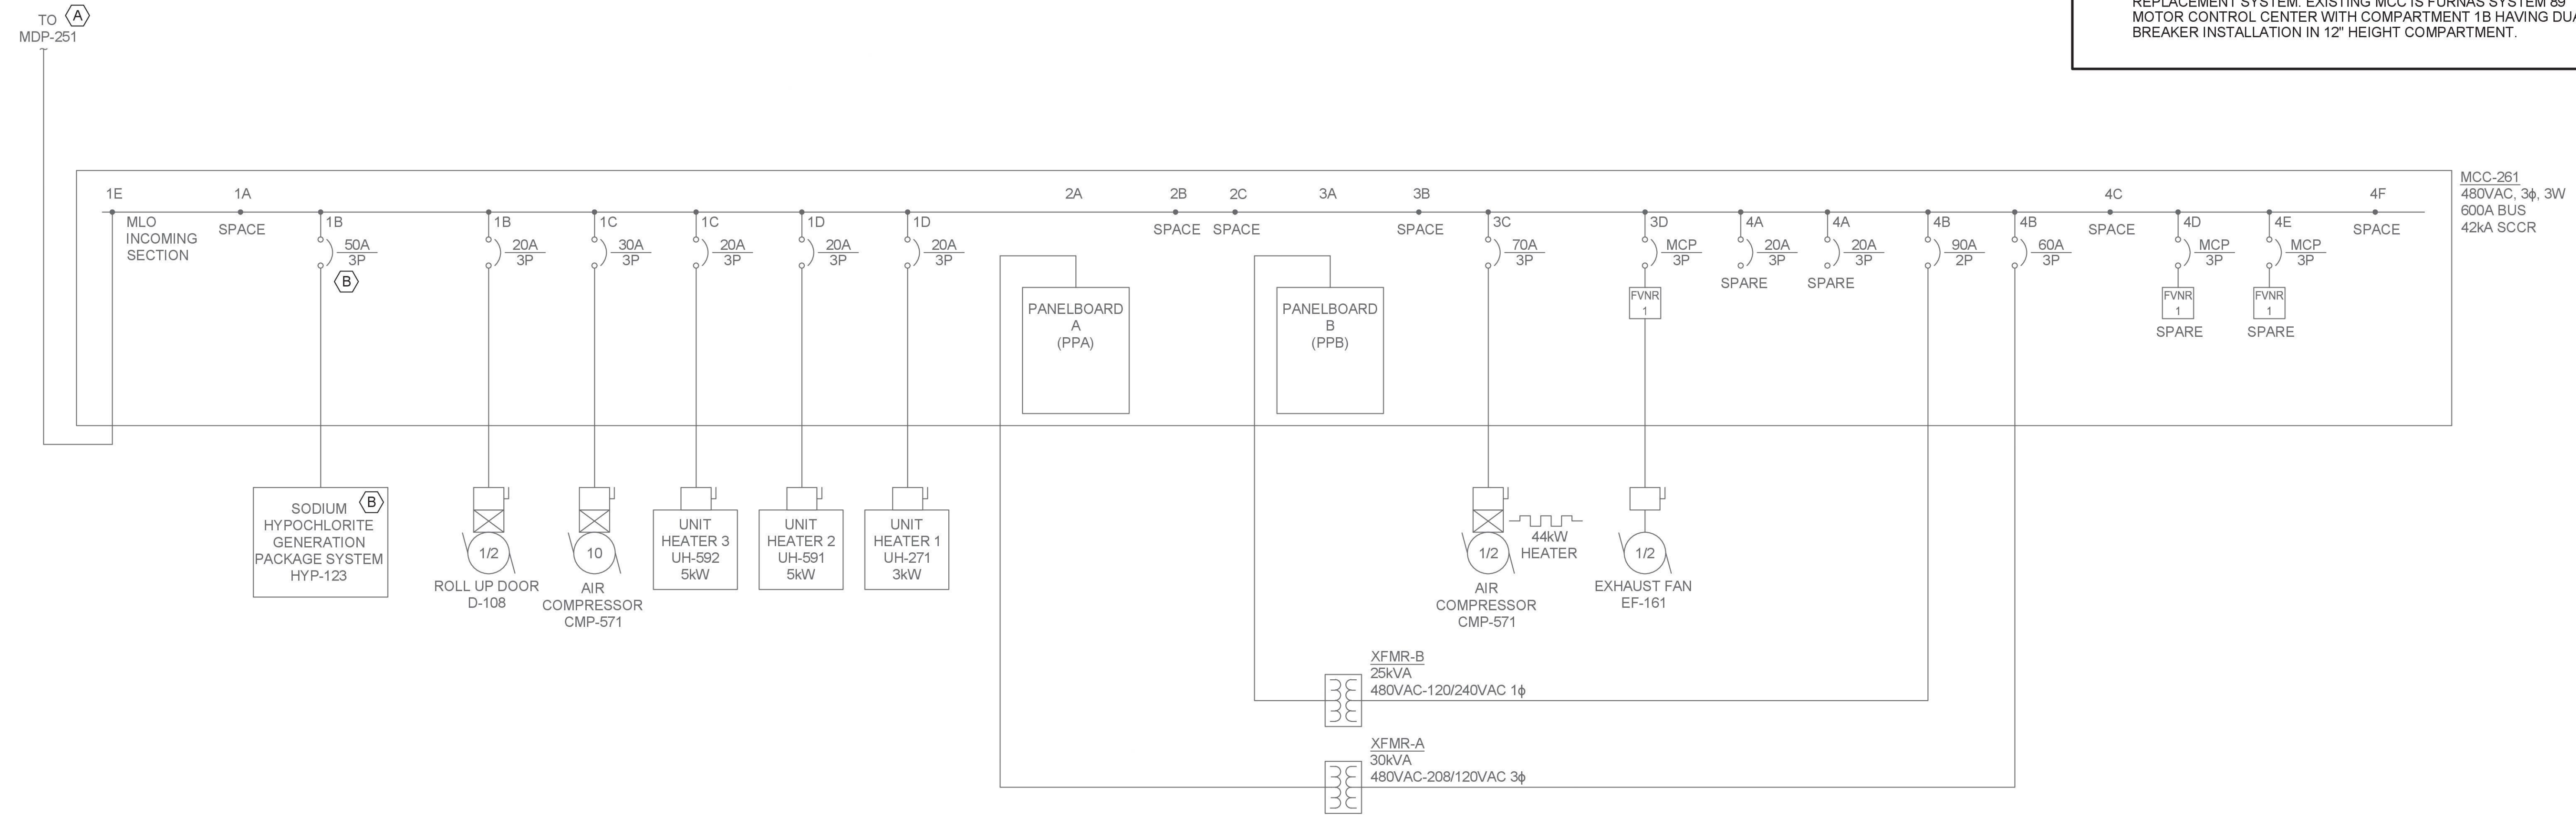 TO A
MDP-251
REPLACEMENT SYSTEM. EXISTING MCC IS FURNAS SYSTEM 89
MOTOR CONTROL CENTER WITH COMPARTMENT 1B HAVING
BREAKER INSTALLATION IN 12" HEIGHT COMPARTMENT.
MCC-261
480VAC, 3ϕ, 3W
600A BUS
42kA SCCR
1E
MLO
INCOMING
SECTION
1A
SPACE
1B
50A
3P
B
1B
20A
3P
1C
30A
3P
1C
20A
3P
1D
20A
3P
1D
20A
3P
2A
PANELBOARD
A
(PPA)
2B
SPACE
2C
SPACE
3A
PANELBOARD
B
(PPB)
3B
SPACE
3C
70A
3P
3D
MCP
3P
FVNR
1
4A
20A
3P
SPARE
4A
20A
3P
SPARE
4B
90A
2P
4B
60A
3P
4C
SPACE
4D
MCP
3P
FVNR
1
SPARE
4E
MCP
3P
FVNR
1
SPARE
4F
SPACE
SODIUM B
HYPOCHLORITE
GENERATION
PACKAGE SYSTEM
HYP-123
1/2
ROLL UP DOOR
D-108
10
AIR
COMPRESSOR
CMP-571
UNIT
HEATER 3
UH-592
5kW
UNIT
HEATER 2
UH-591
5kW
UNIT
HEATER 1
UH-271
3kW
1/2
44kW
HEATER
AIR
COMPRESSOR
CMP-571
1/2
EXHAUST FAN
EF-161
XFMR-B
25kVA
480VAC-120/240VAC 1ϕ
XFMR-A
30kVA
480VAC-208/120VAC 3ϕ